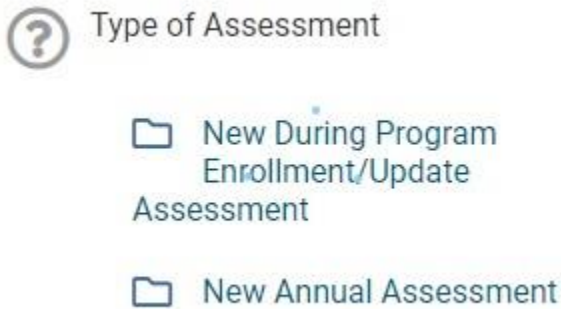 ?
Type of Assessment
New During Program
Enrollment/Update
Assessment
New Annual Assessment